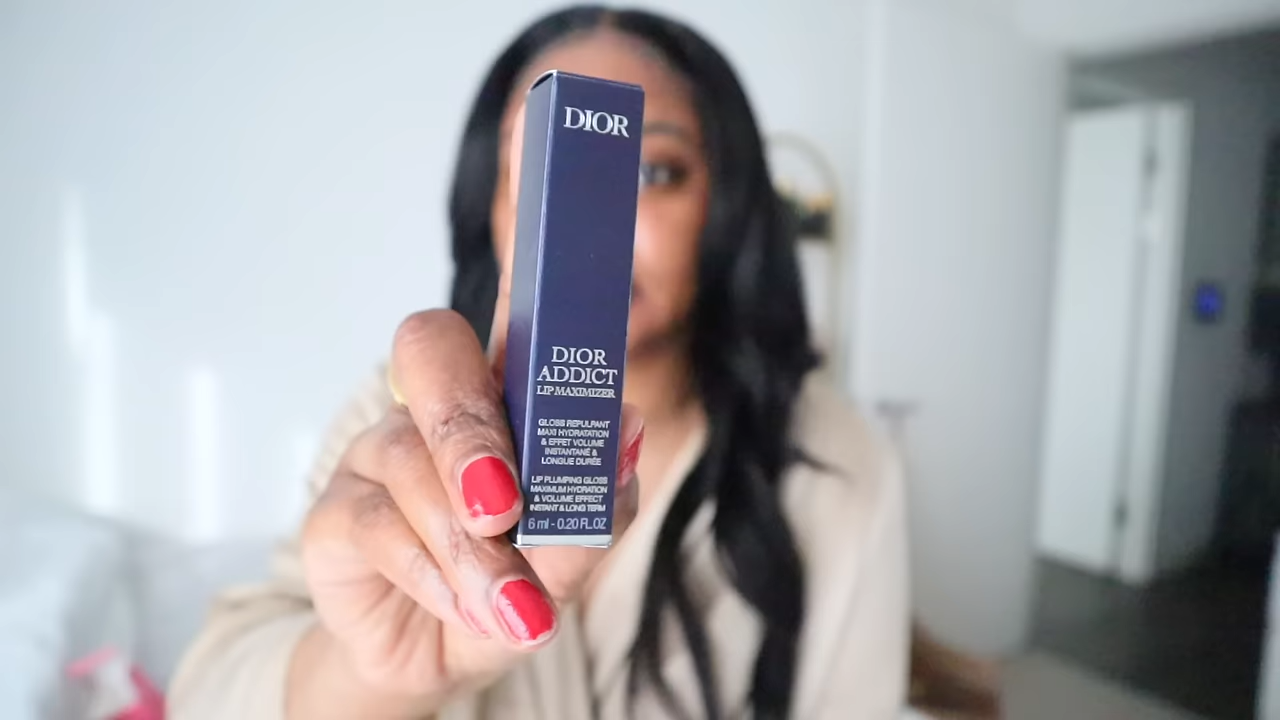 DIOR
DIOR
ADDICT
LIP MAXIMIZER
GLOSS REPULPANT
MAXI HYDRATATION
& EFFET VOLUME
INSTANTANÉ &
LONGUE DURÉE
LIP PLUMPING GLOSS
MAXIMUM HYDRATION
& VOLUME EFFECT
INSTANT & LONG TERM
6 ml - 0.20 FL.OZ